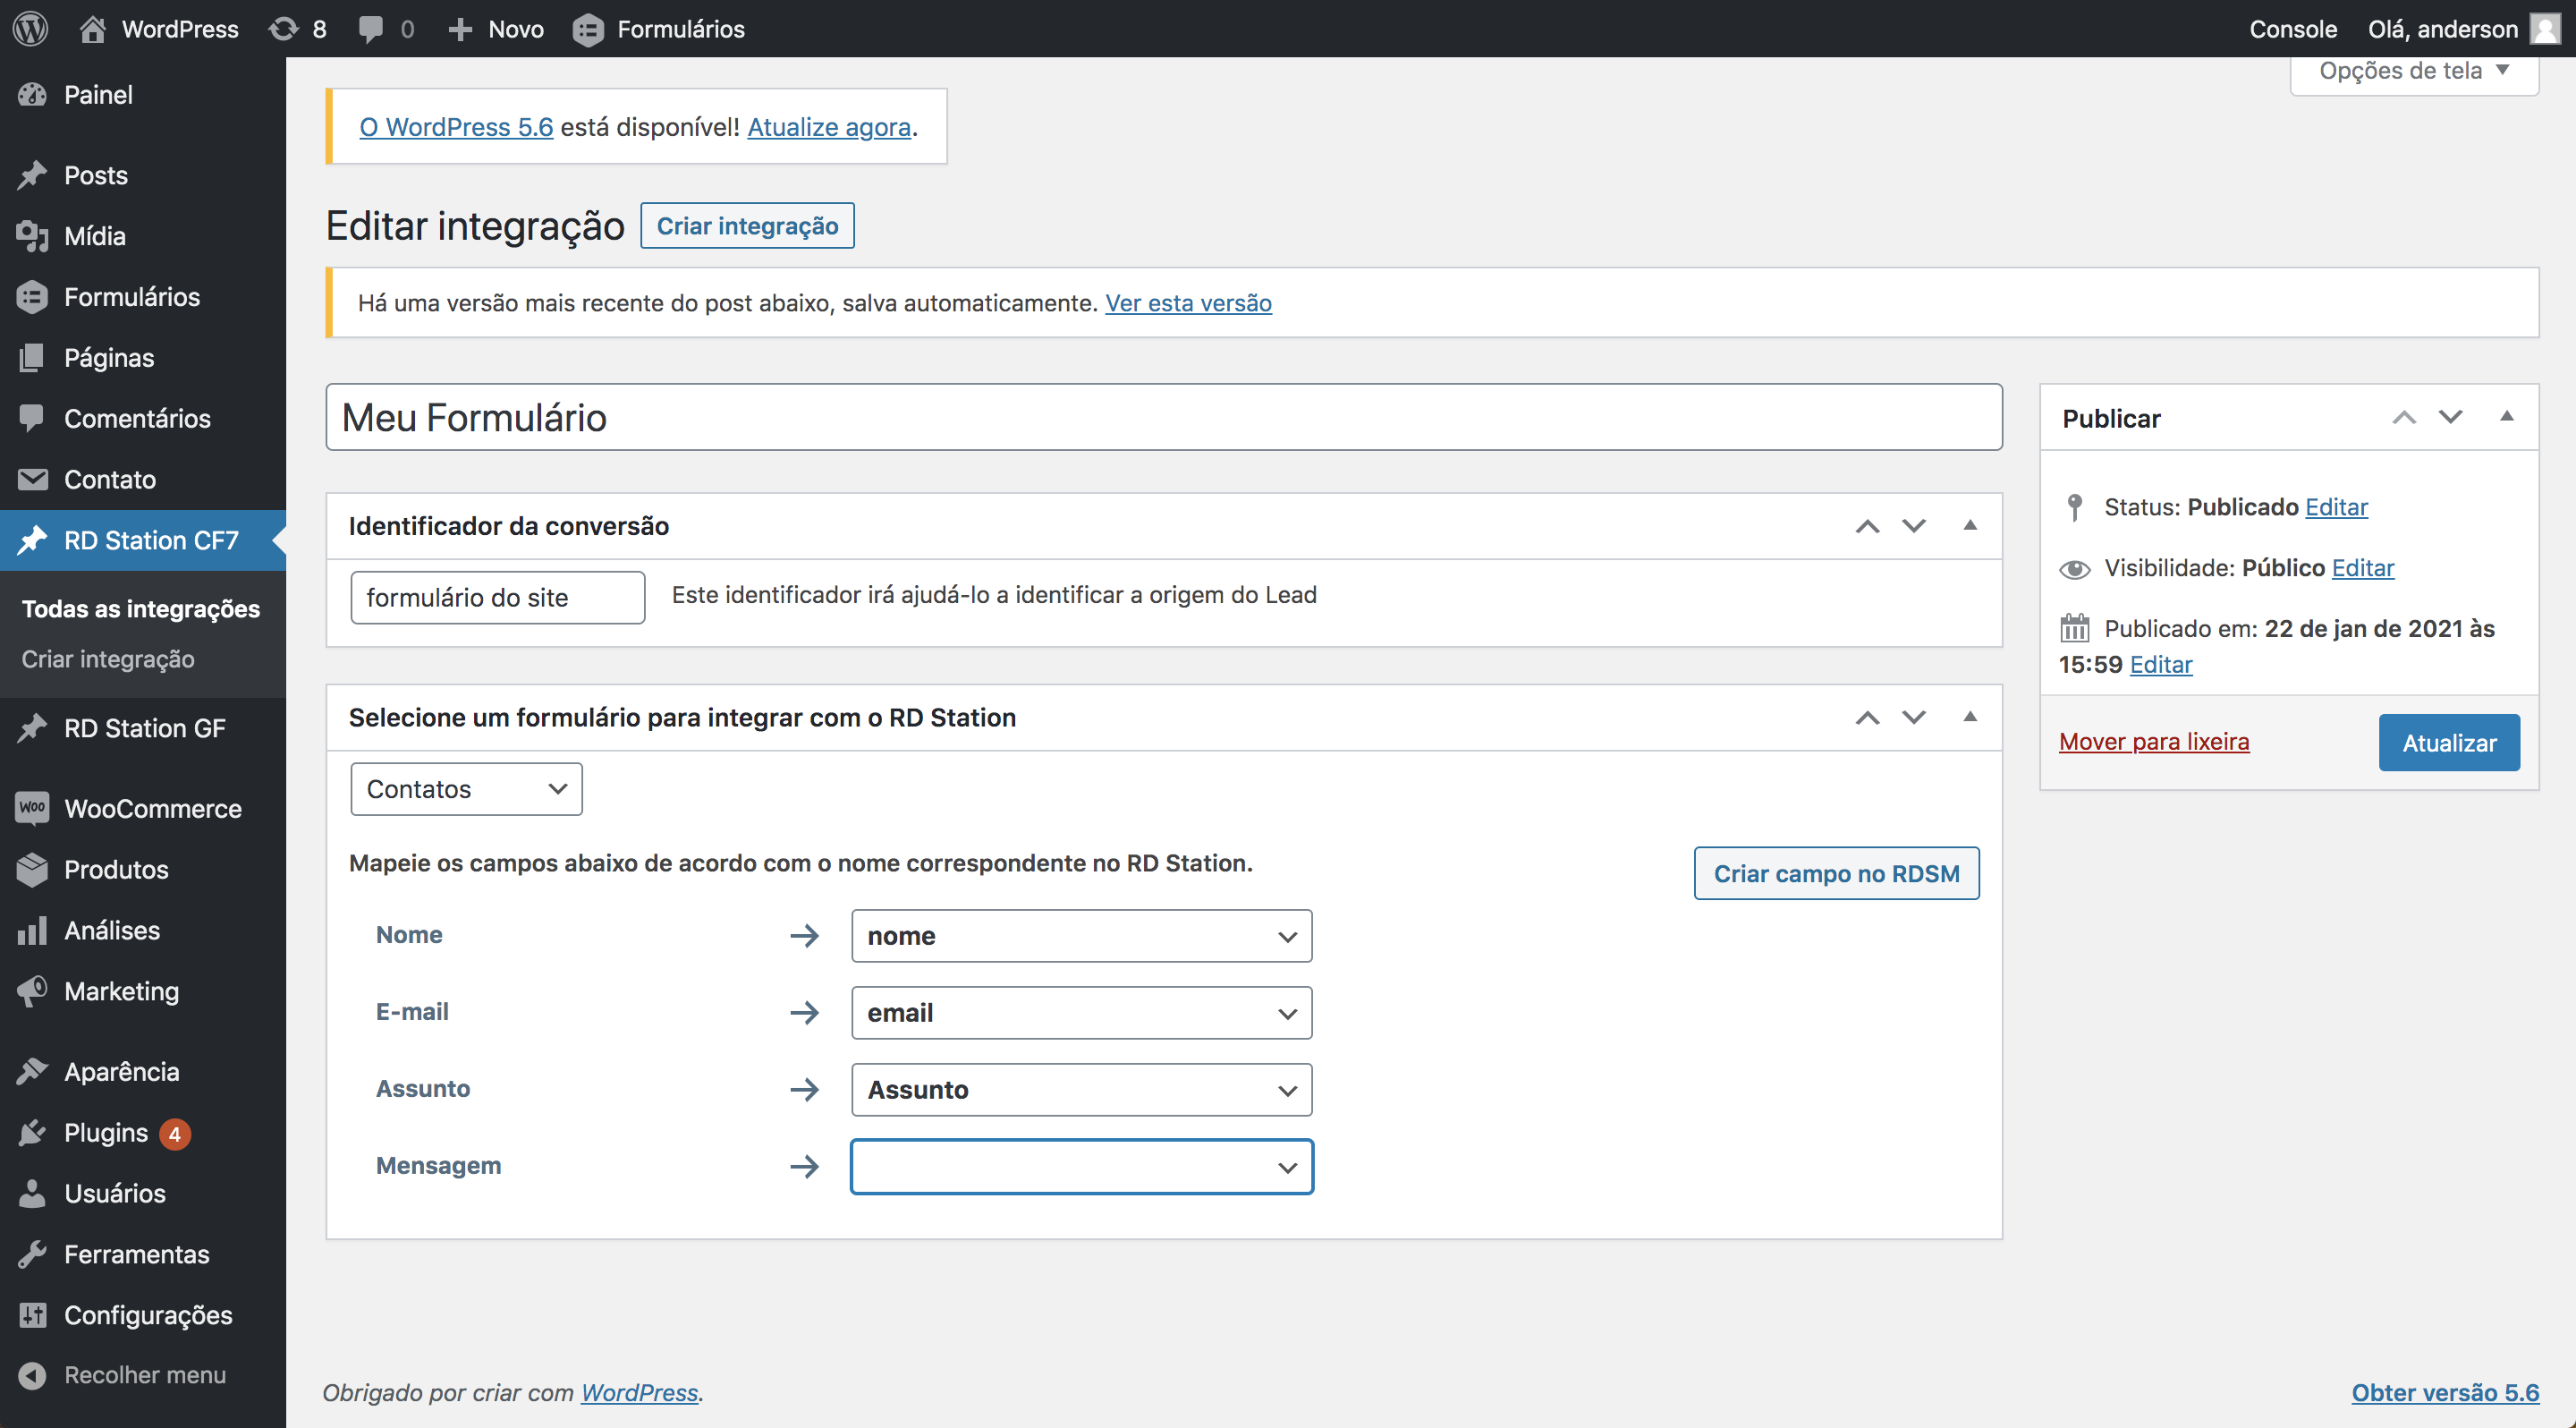 WordPress 8 0 Novo Formulários Console Olá, anderson
Painel
Posts
Mídia
Formulários
Páginas
Comentários
Contato
RD Station CF7
Todas as integrações
Criar integração
RD Station GF
Woo WooCommerce
Produtos
Análises
Marketing
Aparência
Plugins 4
Usuários
Ferramentas
Configurações
Recolher menu
Opções de tela
O WordPress 5.6 está disponível! Atualize agora.
Editar integração Criar integração
Há uma versão mais recente do post abaixo, salva automaticamente. Ver esta versão
Meu Formulário
Identificador da conversão
formulário do site Este identificador irá ajudá-lo a identificar a origem do Lead
Selecione um formulário para integrar com o RD Station
Contatos
Mapeie os campos abaixo de acordo com o nome correspondente no RD Station.
Criar campo no RDSM
Nome → nome
E-mail → email
Assunto → Assunto
Mensagem →
Publicar
Status: Publicado Editar
Visibilidade: Público Editar
Publicado em: 22 de jan de 2021 às
15:59 Editar
Mover para lixeira Atualizar
Obrigado por criar com WordPress.
Obter versão 5.6